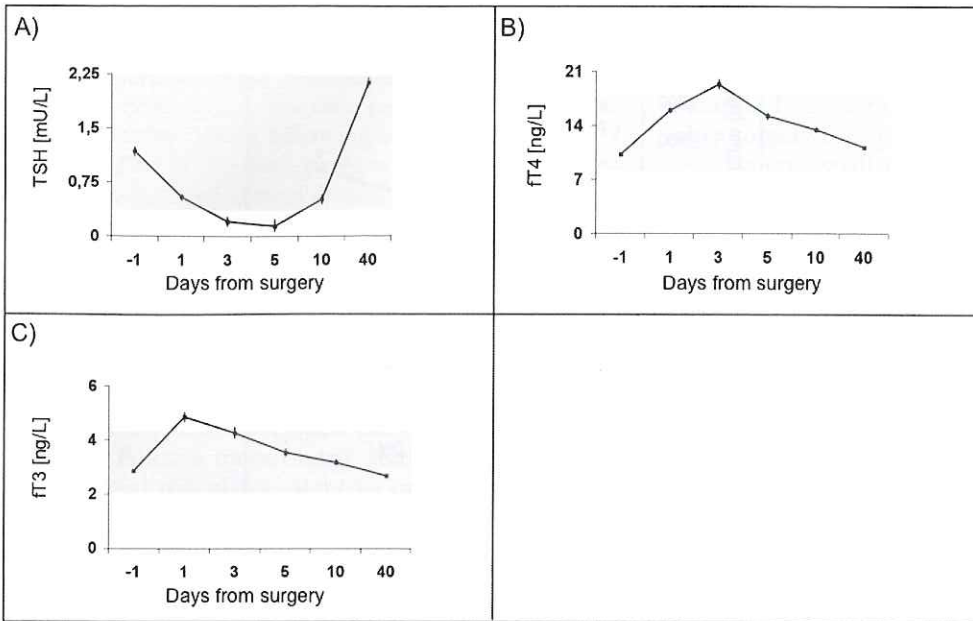 A)
TSH [mU/L]
2,25
1,5
0,75
0
-1 1 3 5 10 40
Days from surgery
B)
fT4 [ng/L]
21
14
7
0
-1 1 3 5 10 40
Days from surgery
C)
fT3 [ng/L]
6
4
2
0
-1 1 3 5 10 40
Days from surgery